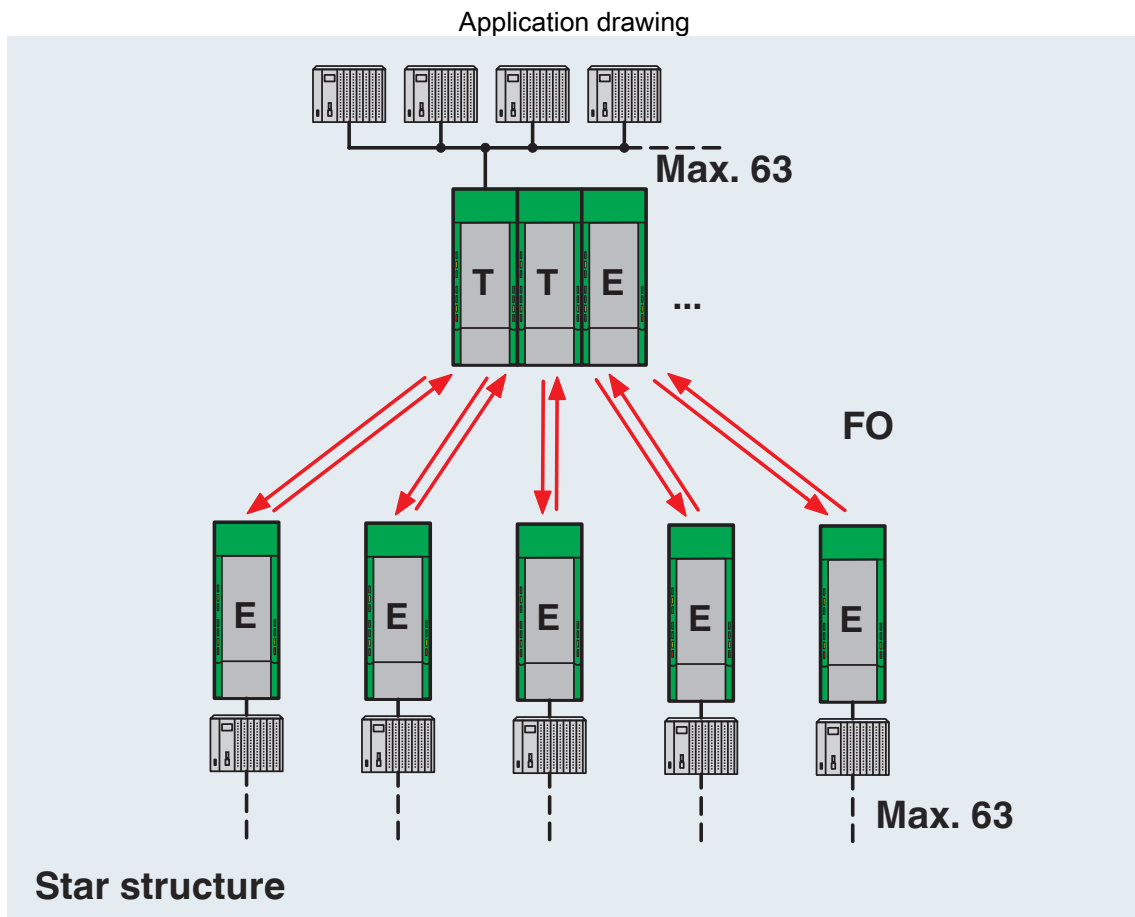 Application drawing
Max. 63
T T E
...
FO
E E E E E
Max. 63
Star structure